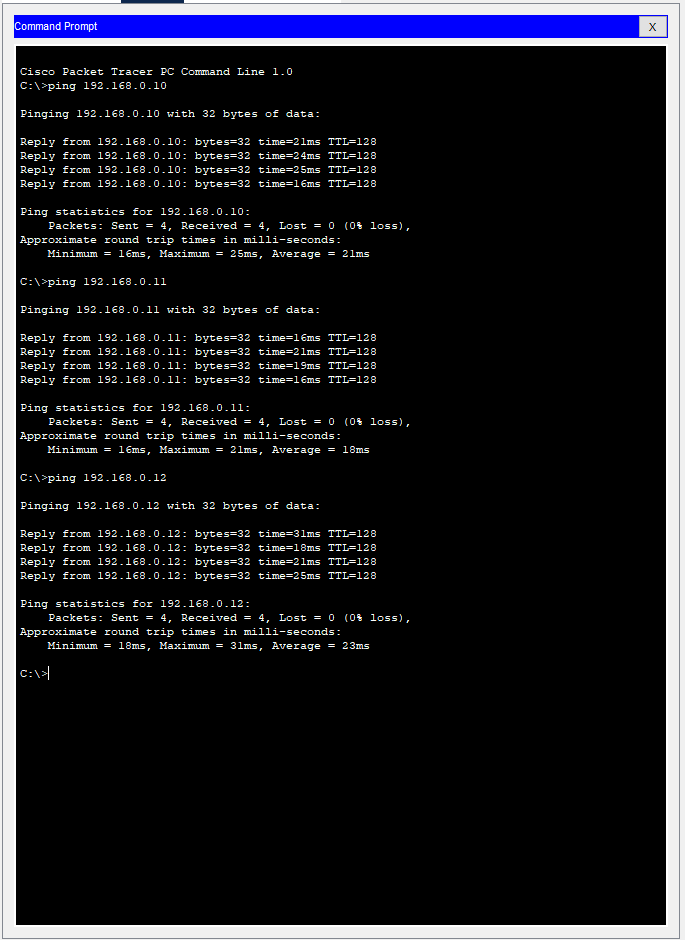 Command Prompt
X
Cisco Packet Tracer PC Command Line 1.0
C:\>ping 192.168.0.10
Pinging 192.168.0.10 with 32 bytes of data:
Reply from 192.168.0.10: bytes=32 time=21ms TTL=128
Reply from 192.168.0.10: bytes=32 time=24ms TTL=128
Reply from 192.168.0.10: bytes=32 time=25ms TTL=128
Reply from 192.168.0.10: bytes=32 time=16ms TTL=128
Ping statistics for 192.168.0.10:
Packets: Sent = 4, Received = 4, Lost = 0 (0% loss),
Approximate round trip times in milli-seconds:
Minimum = 16ms, Maximum = 25ms, Average = 21ms
C:\>ping 192.168.0.11
Pinging 192.168.0.11 with 32 bytes of data:
Reply from 192.168.0.11: bytes=32 time=16ms TTL=128
Reply from 192.168.0.11: bytes=32 time=21ms TTL=128
Reply from 192.168.0.11: bytes=32 time=19ms TTL=128
Reply from 192.168.0.11: bytes=32 time=16ms TTL=128
Ping statistics for 192.168.0.11:
Packets: Sent = 4, Received = 4, Lost = 0 (0% loss),
Approximate round trip times in milli-seconds:
Minimum = 16ms, Maximum = 21ms, Average = 18ms
C:\>ping 192.168.0.12
Pinging 192.168.0.12 with 32 bytes of data:
Reply from 192.168.0.12: bytes=32 time=31ms TTL=128
Reply from 192.168.0.12: bytes=32 time=18ms TTL=128
Reply from 192.168.0.12: bytes=32 time=21ms TTL=128
Reply from 192.168.0.12: bytes=32 time=25ms TTL=128
Ping statistics for 192.168.0.12:
Packets: Sent = 4, Received = 4, Lost = 0 (0% loss),
Approximate round trip times in milli-seconds:
Minimum = 18ms, Maximum = 31ms, Average = 23ms
C:\>